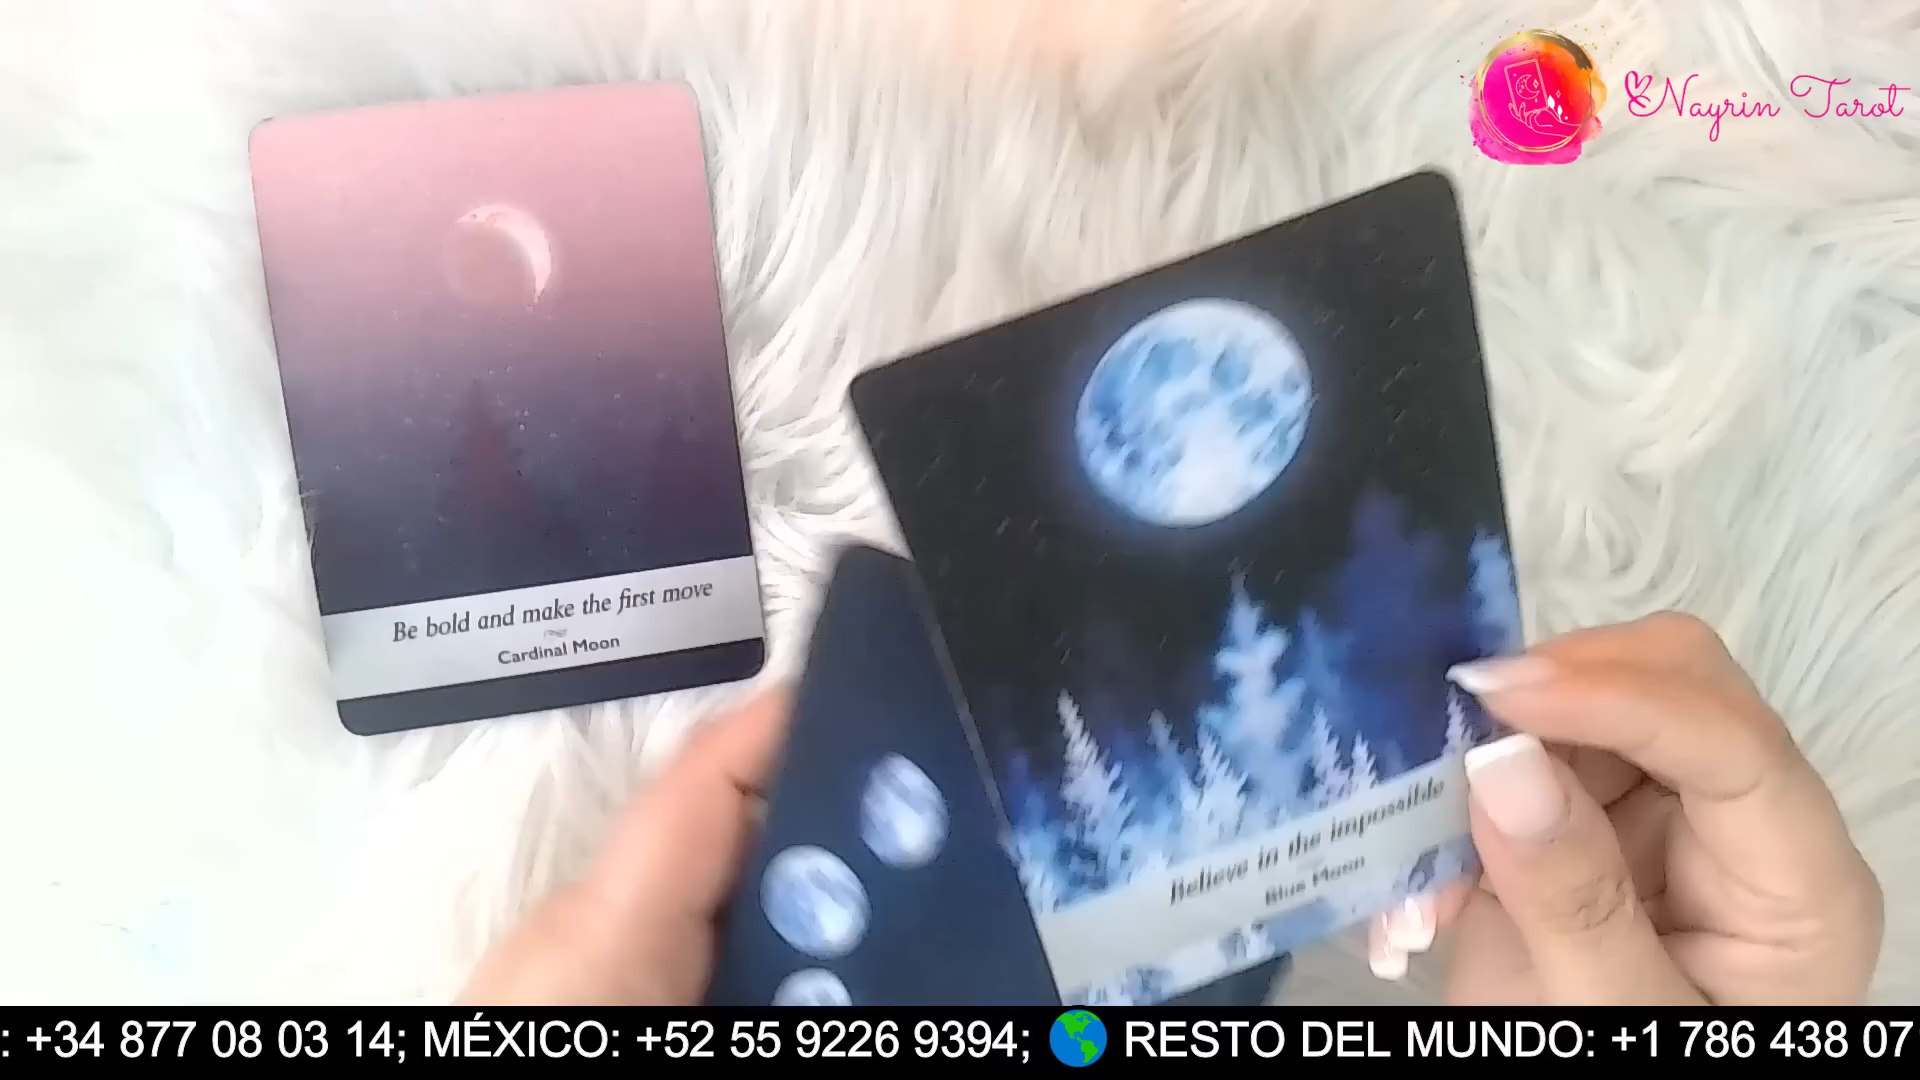 Nayrin Tarot
Be bold and make the first move
Cardinal Moon
Believe in the impossible
Blue Moon
: +34 877 08 03 14; MÉXICO: +52 55 9226 9394; RESTO DEL MUNDO: +1 786 438 07